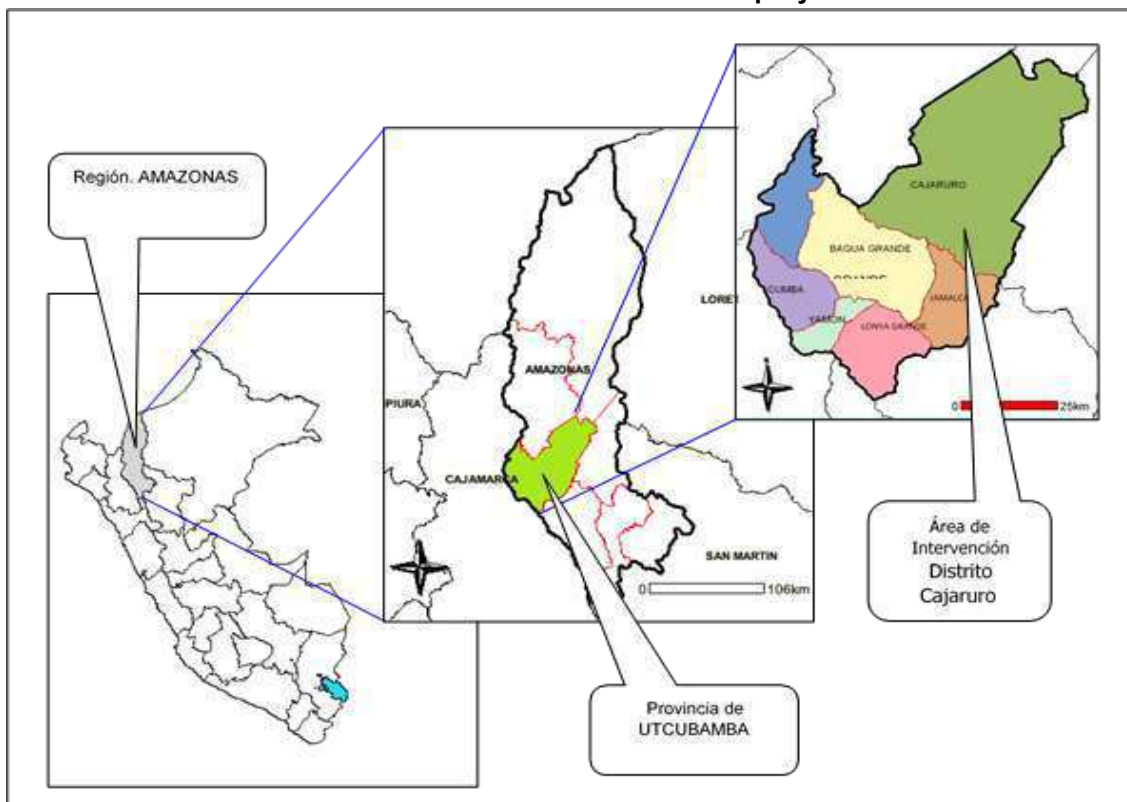 Región. AMAZONAS
CAJARURO
BAGUA GRANDE
GRANDE
CUMBA
JAMALCA
YAMON
LONYA GRANDE
0 25km
LORET
AMAZONAS
PIURA
CAJAMARCA
SAN MARTIN
0 106km
Área de
Intervención
Distrito
Cajaruro
Provincia de
UTCUBAMBA